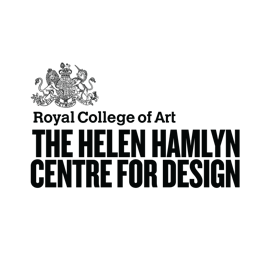 Royal College of Art
THE HELEN HAMLYN
CENTRE FOR DESIGN